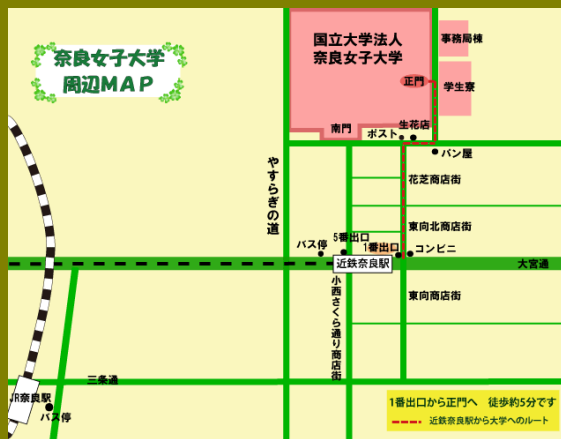 奈良女子大学
周辺MAP
国立大学法人
奈良女子大学
事務局棟
正門
学生寮
南門
生花店
ポスト
パン屋
やすらぎの道
花芝商店街
東向北商店街
5番出口
バス停
1番出口
コンビニ
近鉄奈良駅
大宮通
小西さくら通り商店街
東向商店街
三条通
JR奈良駅
バス停
1番出口から正門へ 徒歩約5分です
近鉄奈良駅から大学へのルート